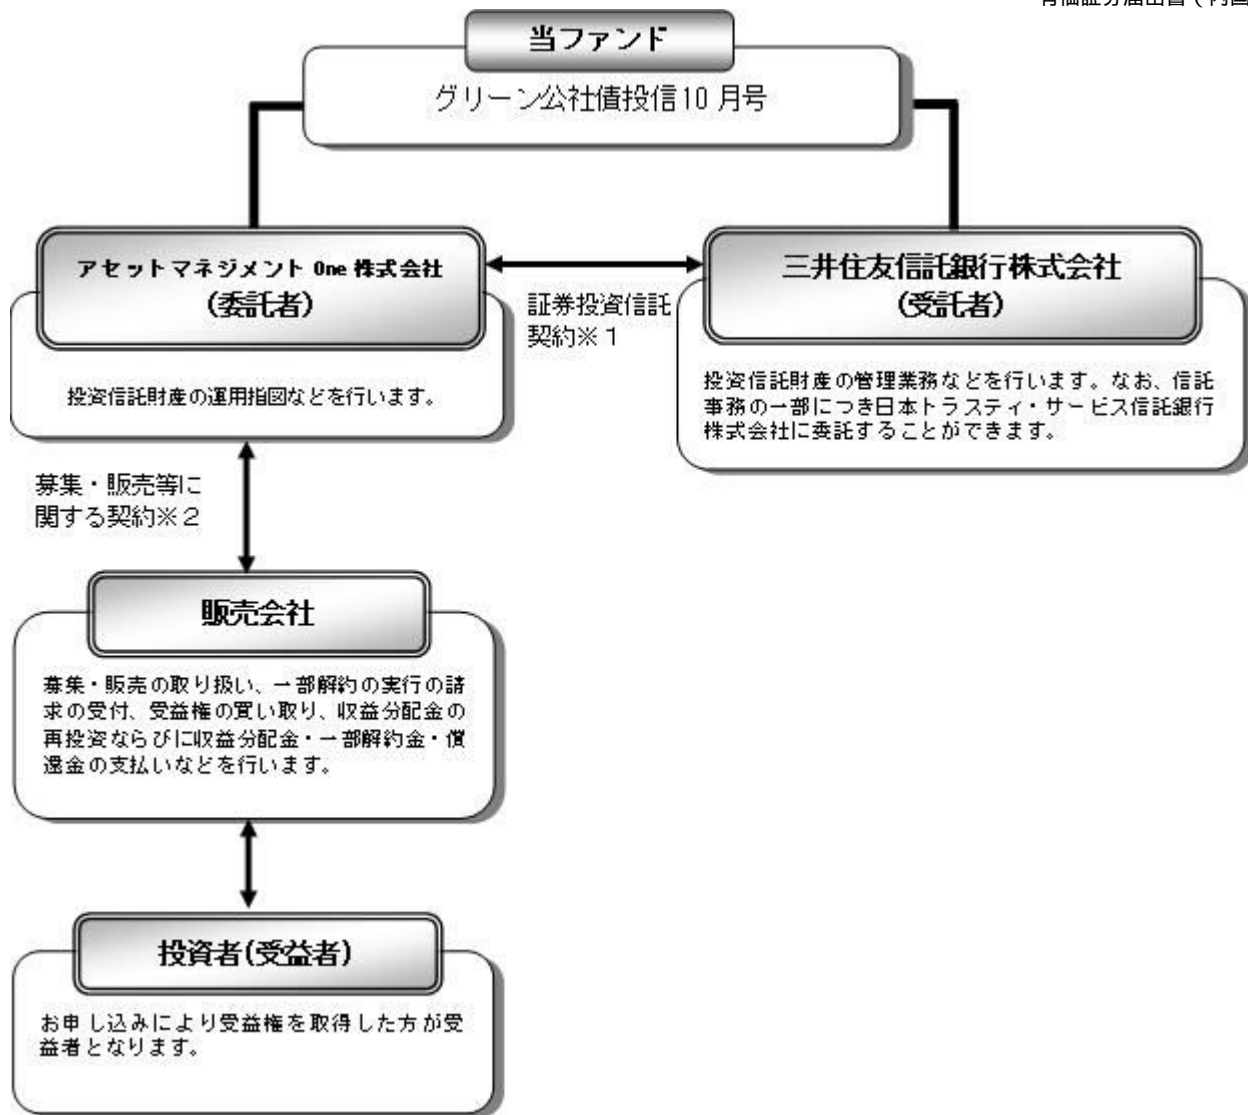 当ファンド
グリーン公社債投信10月号
アセットマネジメント One 株式会社
(委託者)
投資信託財産の運用指図などを行います。
証券投資信託
契約※1
三井住友信託銀行株式会社
(受託者)
投資信託財産の管理業務などを行います。なお、信託
事務の一部につき日本トラスティ・サービス信託銀行
株式会社に委託することができます。
募集・販売等に
関する契約※2
販売会社
募集・販売の取り扱い、一部解約の実行の請
求の受付、受益権の買い取り、収益分配金の
再投資ならびに収益分配金・一部解約金・償
還金の支払いなどを行います。
投資者(受益者)
お申し込みにより受益権を取得した方が受
益者となります。